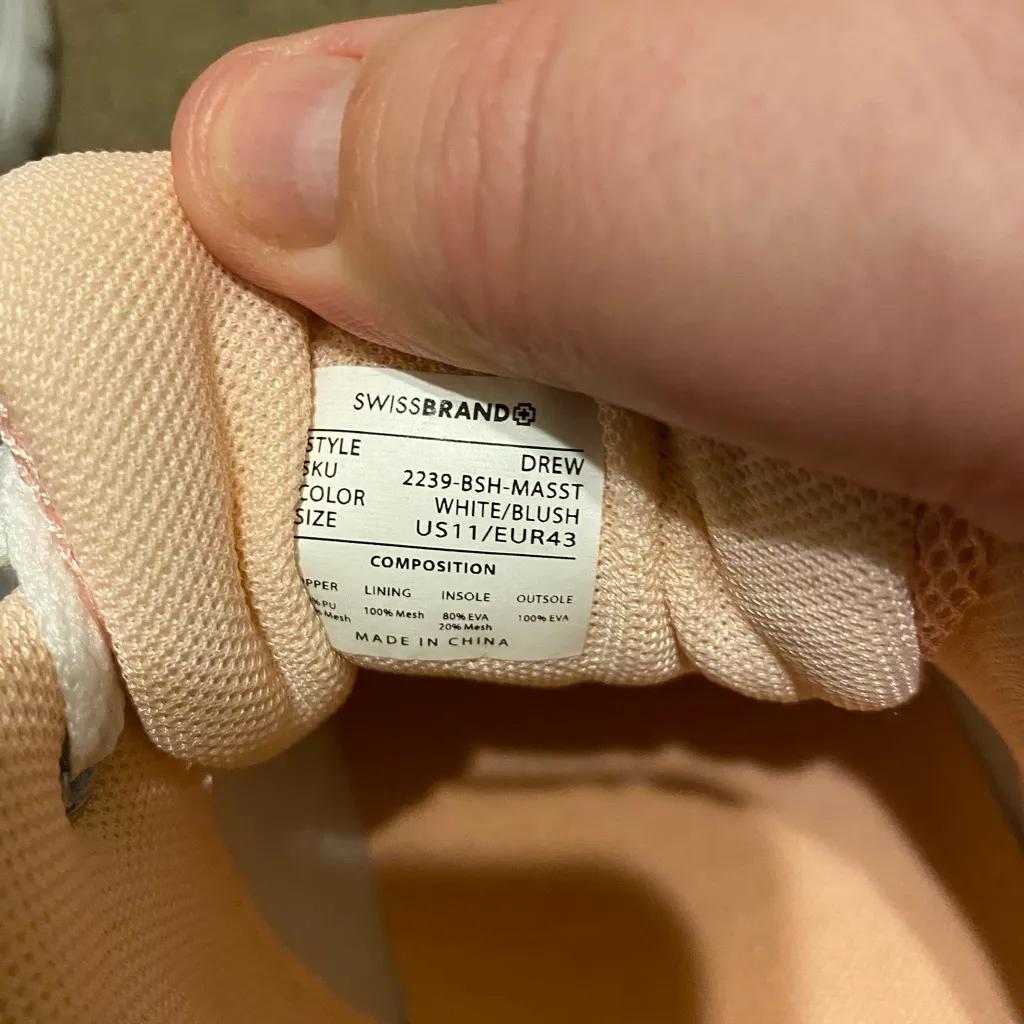 SWISSBRAND
STYLE DREW
SKU 2239-BSH-MASST
COLOR WHITE/BLUSH
SIZE US11/EUR43
COMPOSITION
LINING INSOLE OUTSOLE
100% Mesh 80% EVA 100% EVA
20% Mesh
MADE IN CHINA